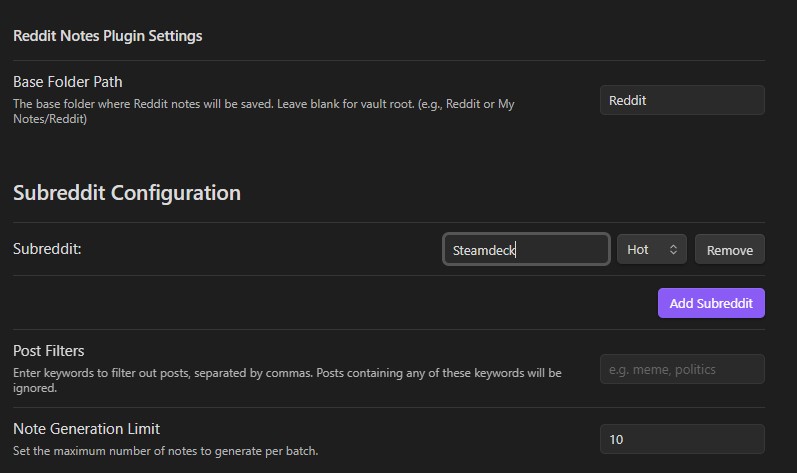 Reddit Notes Plugin Settings
Base Folder Path
The base folder where Reddit notes will be saved. Leave blank for vault root. (e.g., Reddit or My
Notes/Reddit)
Reddit
Subreddit Configuration
Subreddit:
Steamdeck
Hot
Remove
Add Subreddit
Post Filters
Enter keywords to filter out posts, separated by commas. Posts containing any of these keywords will be
ignored.
e.g. meme, politics
Note Generation Limit
Set the maximum number of notes to generate per batch.
10